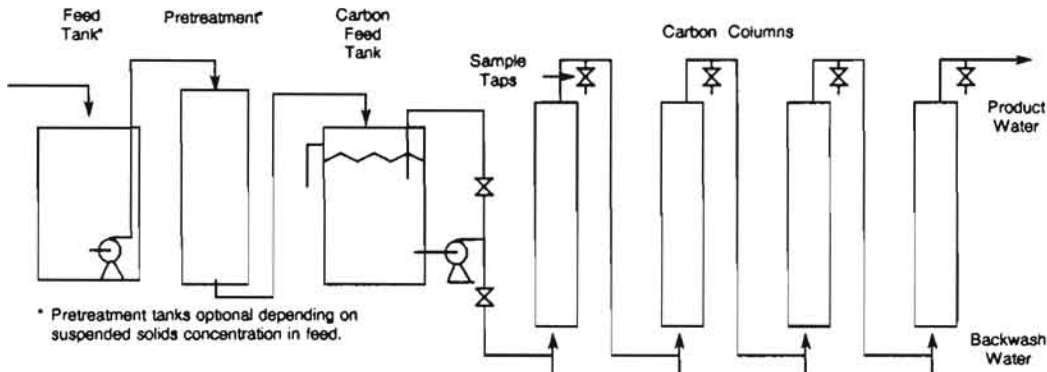 Feed
Tank*
Pretreatment*
Carbon
Feed
Tank
Sample
Taps
Carbon Columns
Product
Water
* Pretreatment tanks optional depending on
suspended solids concentration in feed.
Backwash
Water